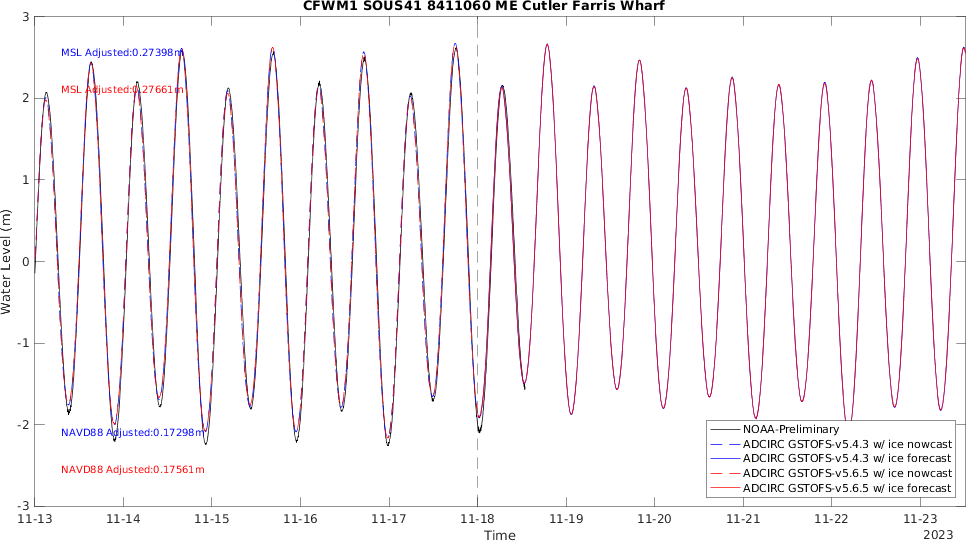 CFWM1 SOUS41 8411060 ME Cutler Farris Wharf
3
2
1
0
-1
-2
-3
Water Level (m)
MSL Adjusted:0.27398m
MSL Adjusted:0.27661m
NAVD88 Adjusted:0.17298m
NAVD88 Adjusted:0.17561m
NOAA-Preliminary
ADCIRC GSTOFS-v5.4.3 w/ ice nowcast
ADCIRC GSTOFS-v5.4.3 w/ ice forecast
ADCIRC GSTOFS-v5.6.5 w/ ice nowcast
ADCIRC GSTOFS-v5.6.5 w/ ice forecast
11-13 11-14 11-15 11-16 11-17 11-18 11-19 11-20 11-21 11-22 11-23
Time
2023